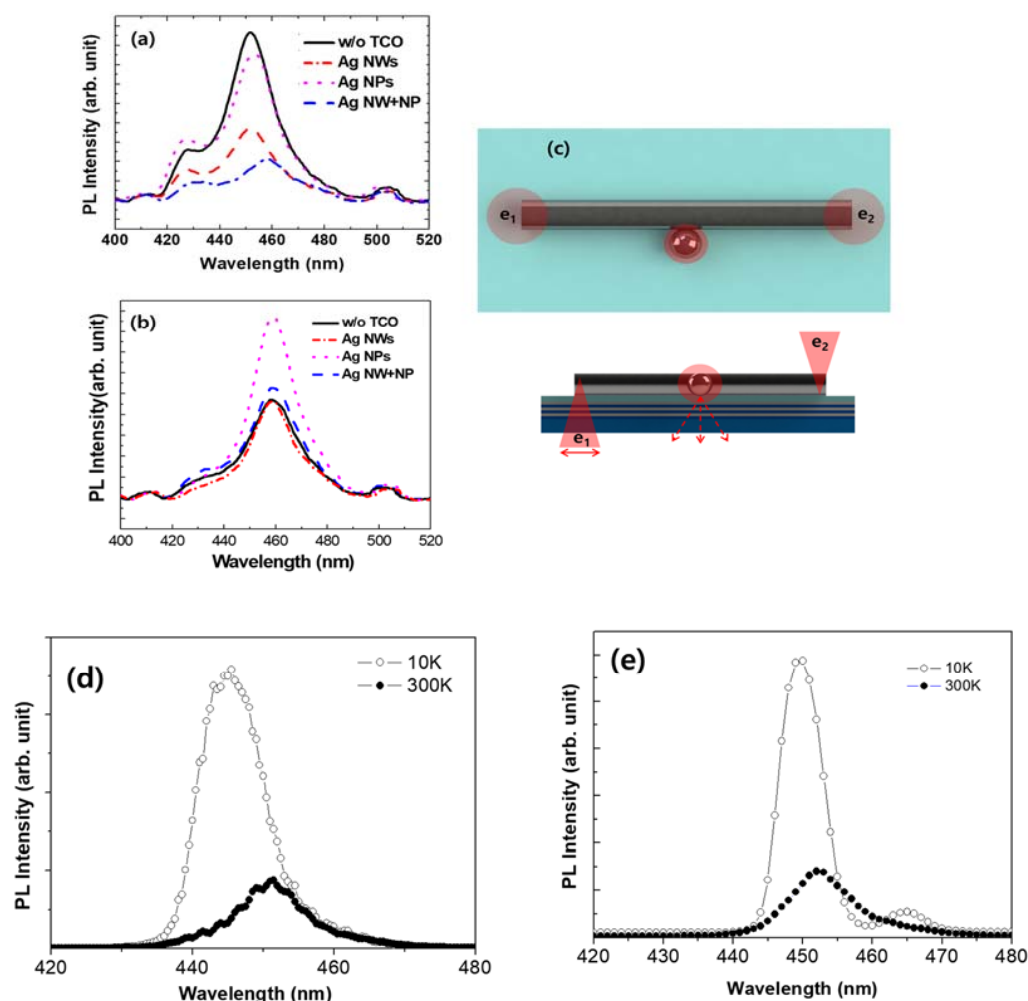 (a)
w/o TCO
Ag NWs
Ag NPs
Ag NW+NP
PL Intensity (arb. unit)
400 420 440 460 480 500 520
Wavelength (nm)
(b)
w/o TCO
Ag NWs
Ag NPs
Ag NW+NP
PL Intensity(arb. unit)
400 420 440 460 480 500 520
Wavelength (nm)
(c)
e1 e2
e2
e1
(d)
10K
300K
PL Intensity (arb. unit)
420 440 460 480
Wavelength (nm)
(e)
10K
300K
PL Intensity (arb. unit)
420 430 440 450 460 470 480
Wavelength (nm)